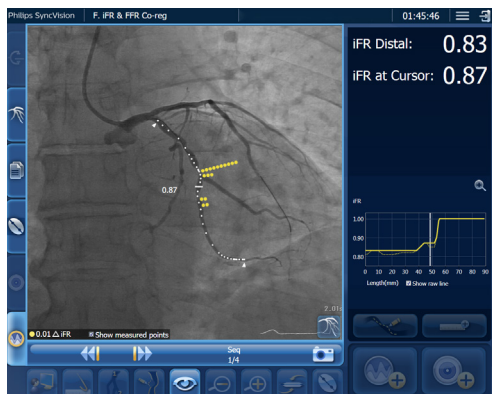 Philips SyncVision F. iFR & FFR Co-reg 01:45:46
iFR Distal: 0.83
iFR at Cursor: 0.87
0.87
iFR
1.00
0.90
0.80
0 10 20 30 40 50 60 70 80 90
Length(mm) Show raw line
2.01x
0.01 △ iFR Show measured points
Seq
1/4